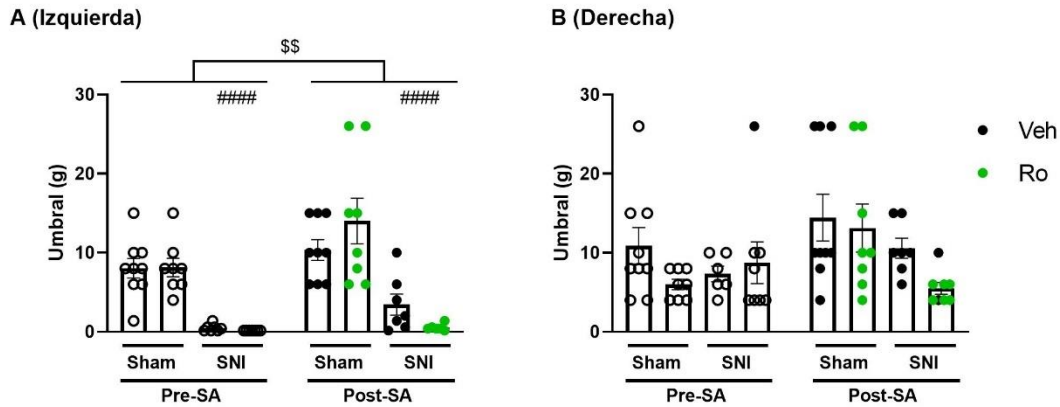 A (Izquierda)
B (Derecha)
$$
####
####
30
20
10
0
Umbral (g)
Sham
SNI
Sham
SNI
Pre-SA
Post-SA
30
20
10
0
Umbral (g)
Sham
SNI
Sham
SNI
Pre-SA
Post-SA
Veh
Ro